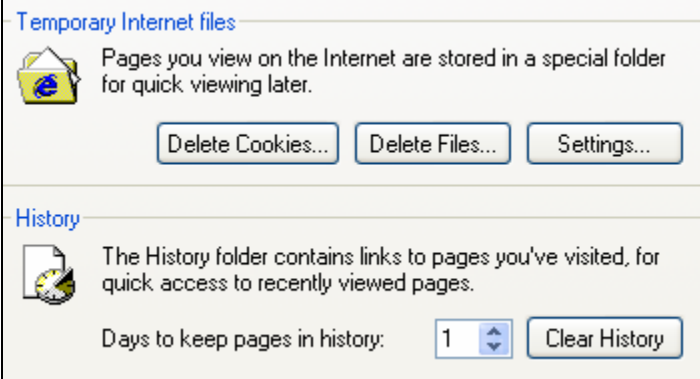 Temporary Internet files
Pages you view on the Internet are stored in a special folder
for quick viewing later.
Delete Cookies... Delete Files... Settings...
History
The History folder contains links to pages you've visited, for
quick access to recently viewed pages.
Days to keep pages in history: 1 Clear History